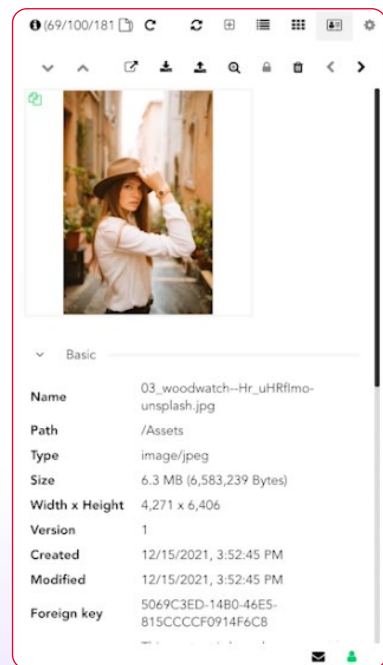 (69/100/181
Basic
Name 03_woodwatch--Hr_uHRflmo-
unsplash.jpg
Path /Assets
Type image/jpeg
Size 6.3 MB (6,583,239 Bytes)
Width x Height 4,271 x 6,406
Version 1
Created 12/15/2021, 3:52:45 PM
Modified 12/15/2021, 3:52:45 PM
Foreign key 5069C3ED-14B0-46E5-
815CCCCF0914F6C8